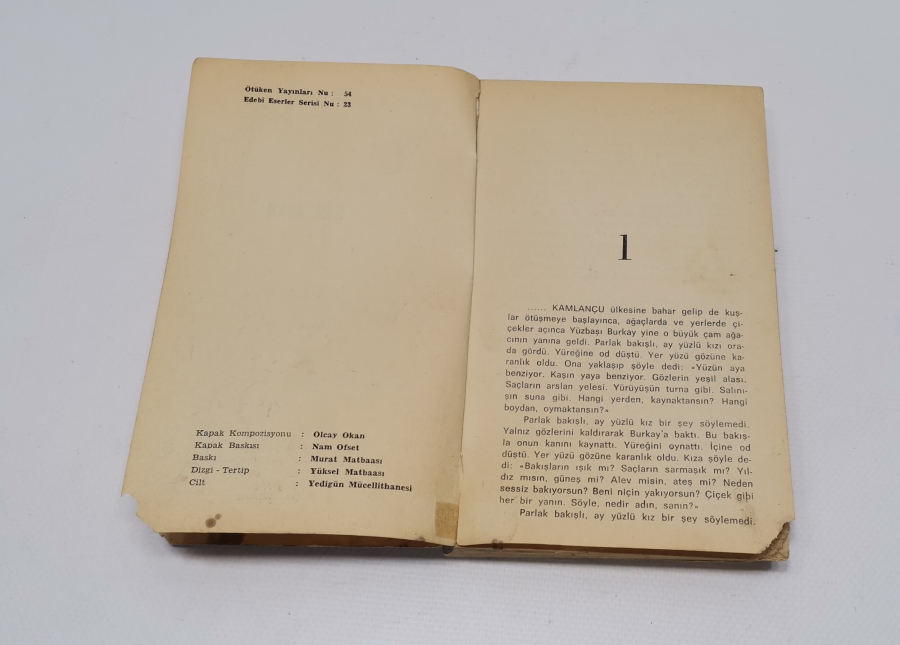 Ötüken Yayınları Nu : 54
Edebî Eserler Serisi Nu : 23
Kapak Kompozisyonu : Olcay Okan
Kapak Baskısı : Nam Ofset
Baskı : Murat Matbaası
Dizgi - Tertip : Yüksel Matbaası
Cilt : Yedigün Mücellithanesi
1
...... KAMLANÇU ülkesine bahar gelip de kuş-
lar ötüşmeye başlayınca, ağaçlarda ve yerlerde çi-
çekler açınca Yüzbaşı Burkay yine o büyük çam ağa-
cının yanına geldi. Parlak bakışlı, ay yüzlü kızı ora-
da gördü. Yüreğine od düştü. Yer yüzü gözüne ka-
ranlık oldu. Ona yaklaşıp şöyle dedi: «Yüzün aya
benziyor. Kaşın yaya benziyor. Gözlerin yeşil alası.
Saçların arslan yelesi. Yürüyüşün turna gibi. Salını-
şın suna gibi. Hangi yerden, kaynaktansın? Hangi
boydan, oymaktansın?»
Parlak bakışlı, ay yüzlü kız bir şey söylemedi.
Yalnız gözlerini kaldırarak Burkay'a baktı. Bu bakış-
la onun kanını kaynattı. Yüreğini oynattı. İçine od
düştü. Yer yüzü gözüne karanlık oldu. Kıza şöyle de-
di: «Bakışların ışık mı? Saçların sarmaşık mı? Yıl-
dız mısın, güneş mi? Alev misin, ateş mi? Neden
sessiz bakıyorsun? Beni niçin yakıyorsun? Çiçek gibi
her bir yanın. Söyle, nedir adın, sanın?»
Parlak bakışlı, ay yüzlü kız bir şey söylemedi.